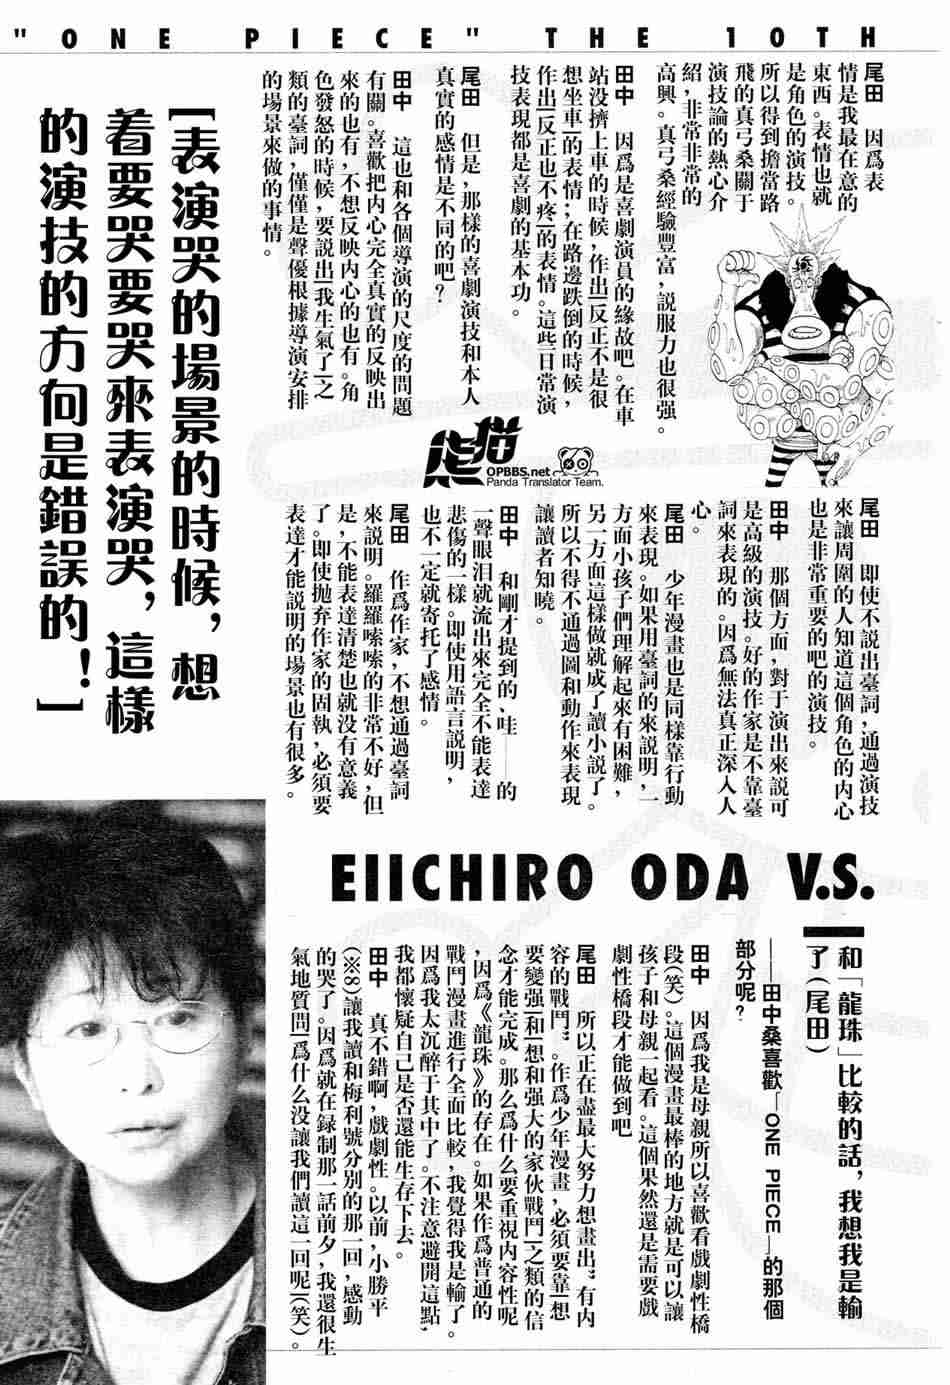 "ONE PIECE" THE 10TH
尾田　因爲表
情是我最在意的
東西。表情也就
是角色的演技
所以得到擔當路
飛的真弓桑關于
演技論的熱心介
紹，非常非常的
高興。真弓桑經驗豐富，説服力也很强。
田中　因爲是喜劇演員的緣故吧。在車
站没擠上車的時候，作出「反正不是很
想坐車」的表情；在路邊跌倒的時候，
作出「反正也不疼」的表情。這些日常演
技表現都是喜劇的基本功。
尾田　但是，那樣的喜劇演技和本人
真實的感情是不同的吧？
田中　這也和各個導演的尺度的問題
有關。喜歡把内心完全真實的反映出
來的也有，不想反映内心的也有。角
色發怒的時候，要説出「我生氣了」之
類的臺詞，僅僅是聲優根據導演安排
的場景來做的事情。
[表演哭的場景的時候，想
着要哭要哭來表演哭，這樣
的演技的方向是錯誤的！]
熊猫
OPBBS.net
Panda Translator Team.
尾田　即使不説出臺詞，通過演技
來讓周圍的人知道這個角色的内心
也是非常重要的吧的演技。
田中　那個方面，對于演出來説可
是高級的演技。好的作家是不靠臺
詞來表現的。因爲無法真正深入人
心。
尾田　少年漫畫也是同樣靠行動
來表現。如果用臺詞的來説明，一
方面小孩子們理解起來有困難，
另一方面這樣做就成了讀小説了。
所以不得不通過圖和動作來表現
讓讀者知曉。
田中　和剛才提到的，哇——的
一聲眼泪就流出來完全不能表達
悲傷的一樣。即使用語言説明，
也不一定就寄托了感情。
尾田　作爲作家，不想通過臺詞
來説明。羅羅嗦嗦的非常不好，但
是，不能表達清楚也就没有意義
了。即使抛弃作家的固執，必須要
表達才能説明的場景也有很多。
EIICHIRO ODA V.S.
和「龍珠」比較的話，我想我是輸
了（尾田）
——田中桑喜歡「ONE PIECE」的那個
部分呢？
田中　因爲我是母親所以喜歡看戲劇性橋
段（笑）。這個漫畫最棒的地方就是可以讓
孩子和母親一起看。這個果然還是需要戲
劇性橋段才能做到吧
尾田　所以正在盡最大努力想畫出"有内
容的戰鬥"。作爲少年漫畫，必須要靠「想
要變强」和「想和强大的家伙戰鬥」之類的信
念才能完成。那么爲什么要重視内容性呢
，因爲《龍珠》的存在。如果作爲普通的
戰鬥漫畫進行全面比較，我覺得我是輸了。
因爲我太沉醉于其中了。不注意避開這點，
我都懷疑自己是否還能生存下去。
田中　真不錯啊，戲劇性。以前，小勝平
（※8）讓我讀和梅利號分别的那一回，感動
的哭了。因爲就在録制那一話前夕，我還很生
氣地質問「爲什么没讓我們讀這一回呢」（笑）。